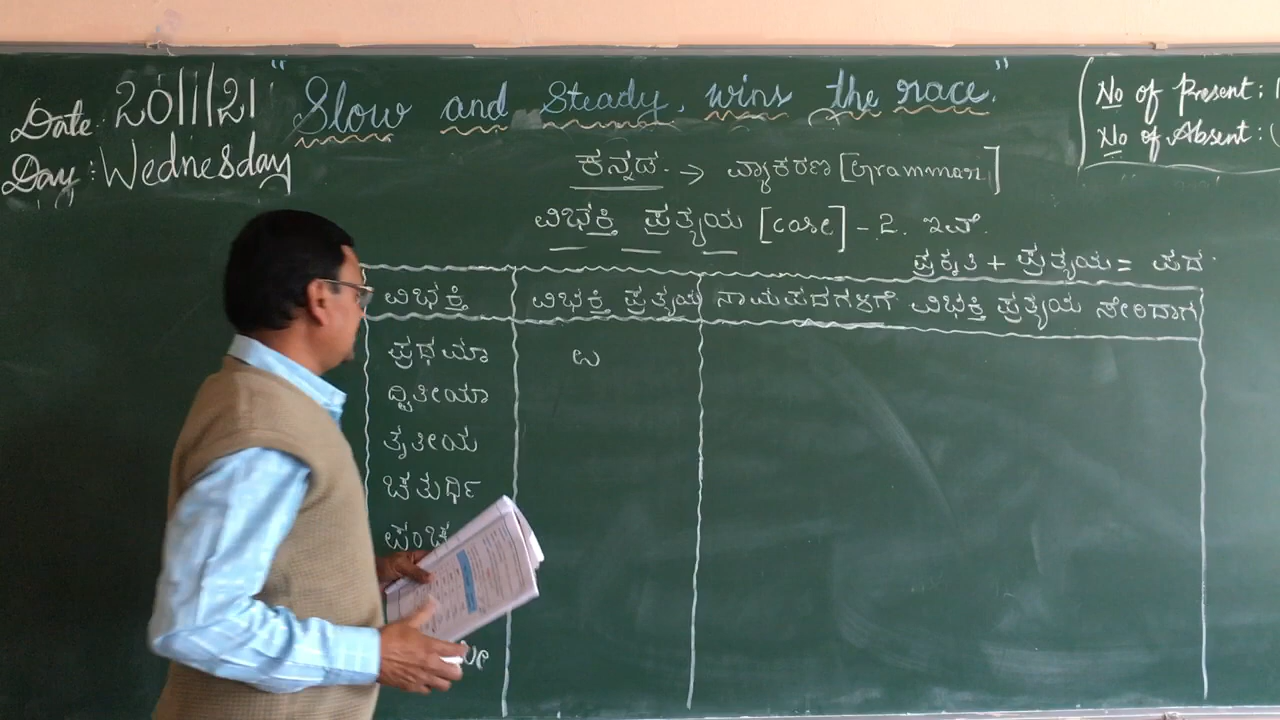 Date: 20/1/21
Day: Wednesday
"Slow and Steady, wins the race."
No of Present:
No of Absent:
ಕನ್ನಡ. → ವ್ಯಾಕರಣ [Grammar]
ವಿಭಕ್ತಿ ಪ್ರತ್ಯಯ [case] - 2.
ಪ್ರಕೃತಿ + ಪ್ರತ್ಯಯ = ಪದ.
ವಿಭಕ್ತಿ ವಿಭಕ್ತಿ ಪ್ರತ್ಯಯ ನಾಮಪದಗಳಿಗೆ ವಿಭಕ್ತಿ ಪ್ರತ್ಯಯ ಸೇರಿದಾಗ
ಪ್ರಥಮಾ ಉ
ದ್ವಿತೀಯಾ
ತೃತೀಯ
ಚತುರ್ಥಿ
ಪಂಚ